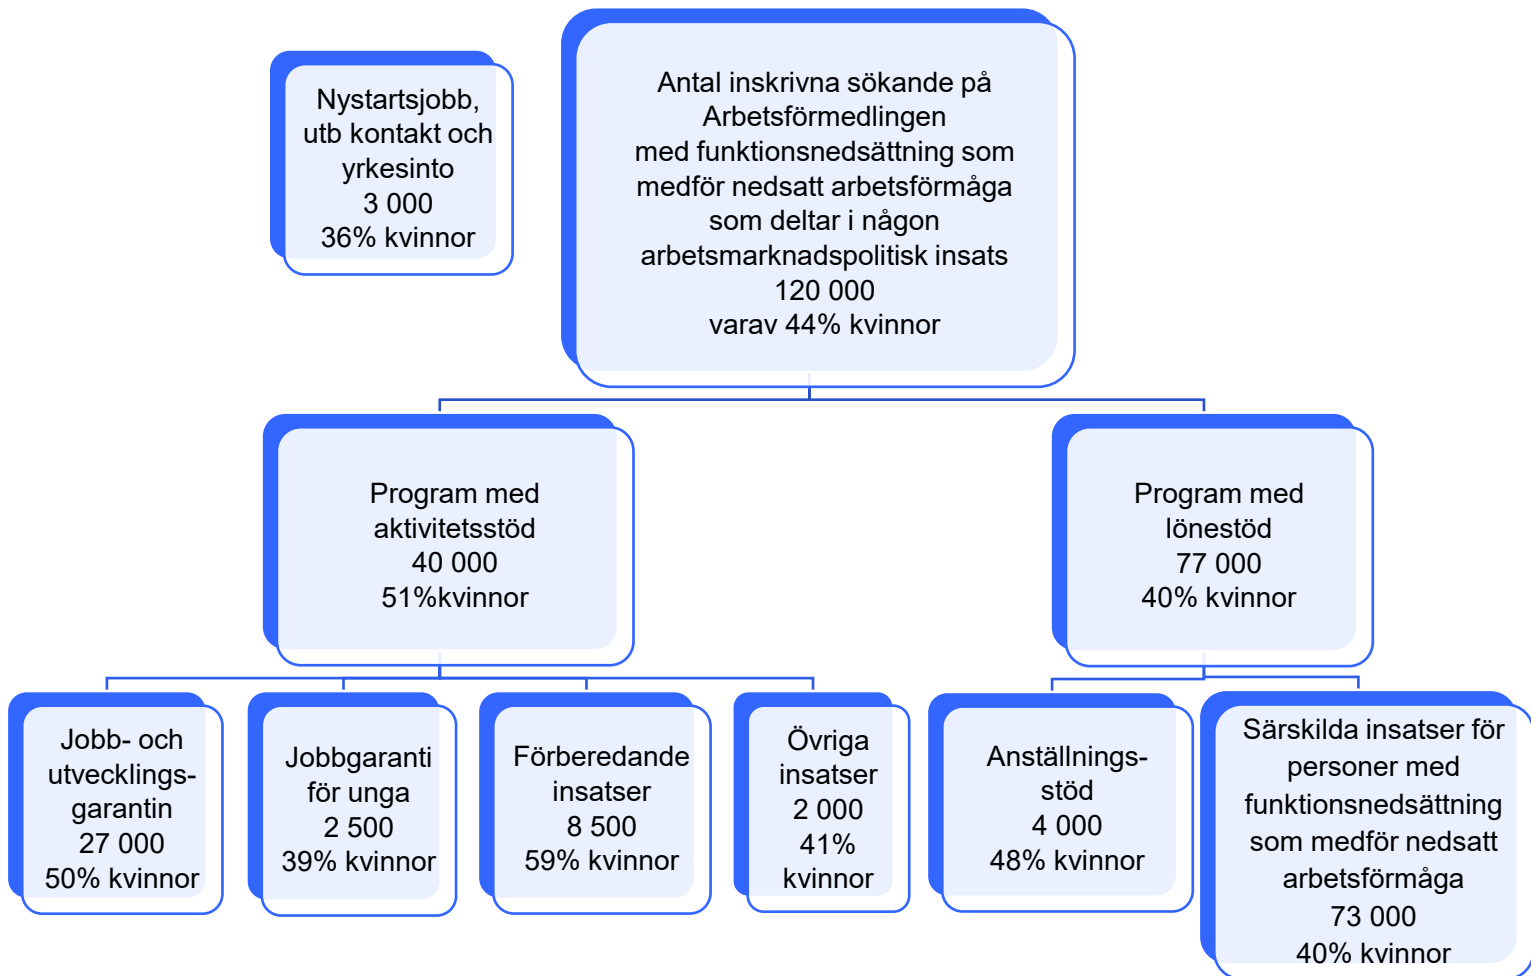 Nystartsjobb,
utb kontakt och
yrkesinto
3 000
36% kvinnor
Antal inskrivna sökande på
Arbetsförmedlingen
med funktionsnedsättning som
medför nedsatt arbetsförmåga
som deltar i någon
arbetsmarknadspolitisk insats
120 000
varav 44% kvinnor
Program med
aktivitetsstöd
40 000
51%kvinnor
Program med
lönestöd
77 000
40% kvinnor
Jobb- och
utvecklings-
garantin
27 000
50% kvinnor
Jobbgaranti
för unga
2 500
39% kvinnor
Förberedande
insatser
8 500
59% kvinnor
Övriga
insatser
2 000
41%
kvinnor
Anställnings-
stöd
4 000
48% kvinnor
Särskilda insatser för
personer med
funktionsnedsättning
som medför nedsatt
arbetsförmåga
73 000
40% kvinnor